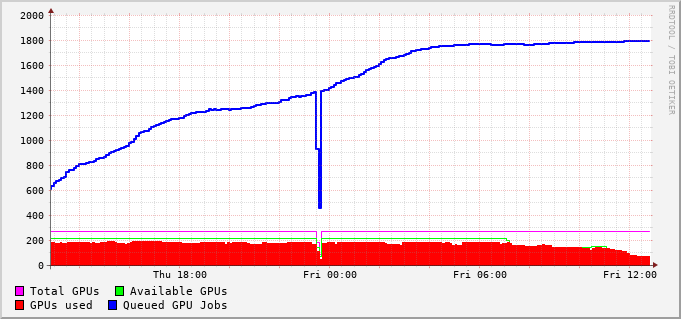 2000
1800
1600
1400
1200
1000
800
600
400
200
0
Thu 18:00 Fri 00:00 Fri 06:00 Fri 12:00
Total GPUs Available GPUs
GPUs used Queued GPU Jobs
RRDTOOL / TOBI OETIKER